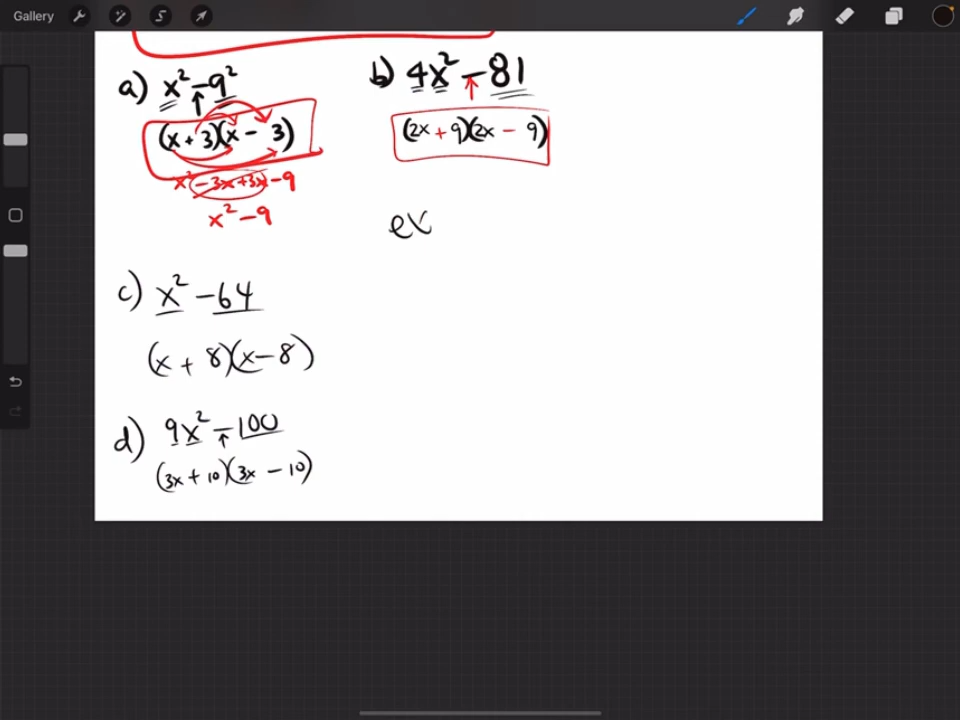 Gallery
a) x² - 9²
(x + 3)(x - 3)
x² - 3x + 3x - 9
x² - 9
b) 4x² - 81
(2x + 9)(2x - 9)
ex
c) x² - 64
(x + 8)(x - 8)
d) 9x² - 100
(3x + 10)(3x - 10)